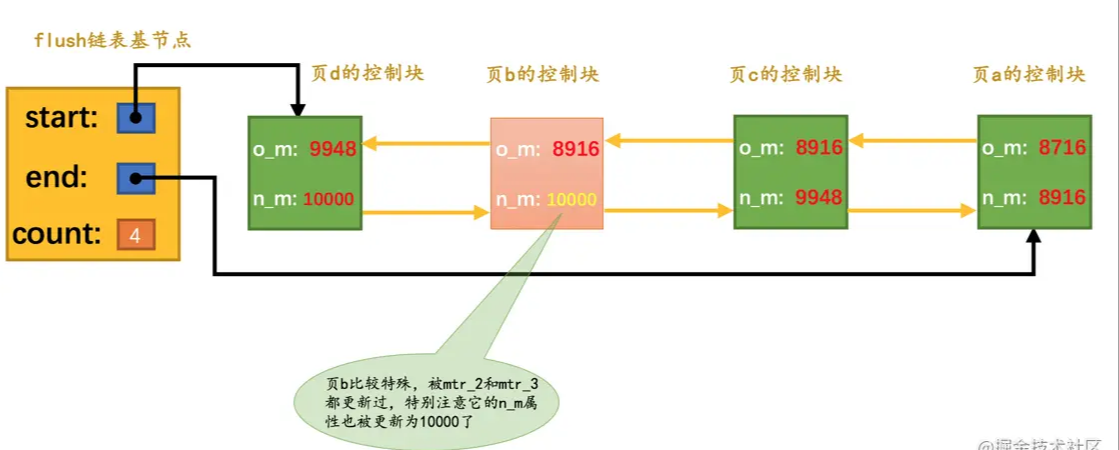 flush链表基节点
start:
end:
count: 4
页d的控制块
o_m: 9948
n_m: 10000
页b的控制块
o_m: 8916
n_m: 10000
页c的控制块
o_m: 8916
n_m: 9948
页a的控制块
o_m: 8716
n_m: 8916
页b比较特殊，被mtr_2和mtr_3
都更新过，特别注意它的n_m属
性也被更新为10000了
@掘金技术社区